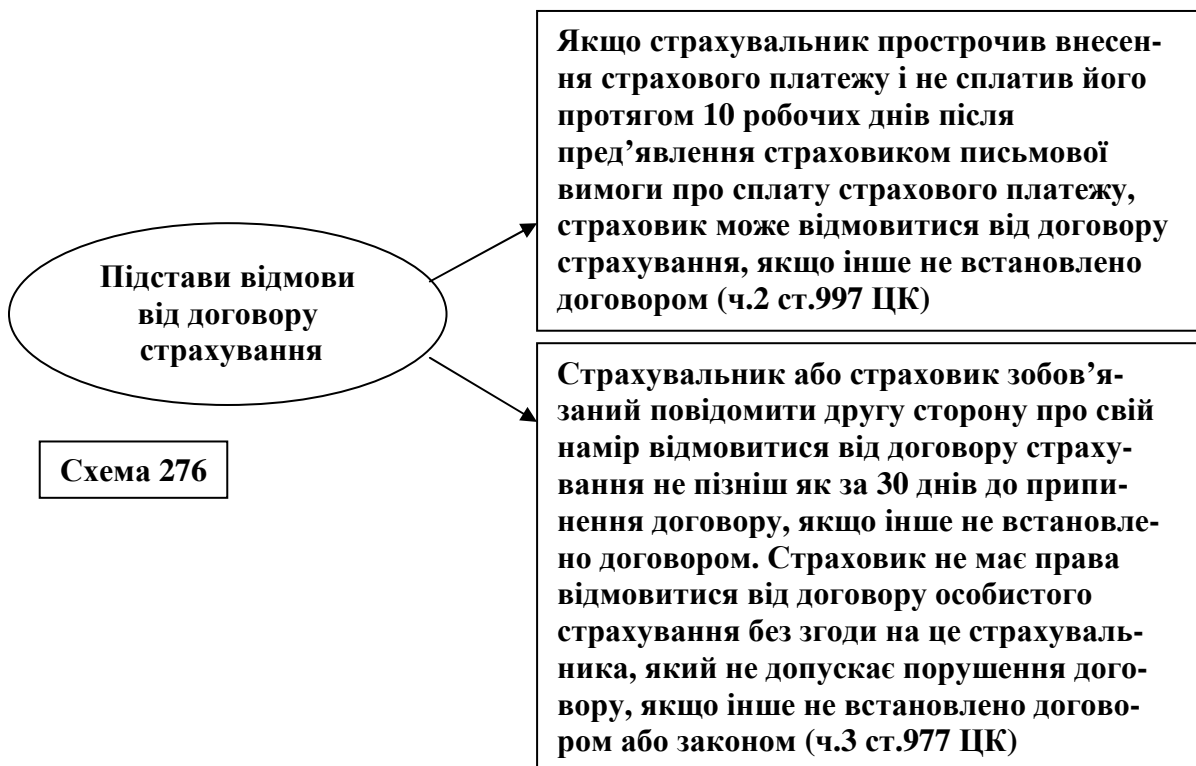 Якщо страхувальник прострочив внесен-
ня страхового платежу і не сплатив його
протягом 10 робочих днів після
пред’явлення страховиком письмової
вимоги про сплату страхового платежу,
страховик може відмовитися від договору
страхування, якщо інше не встановлено
договором (ч.2 ст.997 ЦК)
Підстави відмови
від договору
страхування
Страхувальник або страховик зобов’я-
заний повідомити другу сторону про свій
намір відмовитися від договору страху-
вання не пізніш як за 30 днів до припи-
нення договору, якщо інше не встановле-
но договором. Страховик не має права
відмовитися від договору особистого
страхування без згоди на це страхуваль-
ника, який не допускає порушення дого-
вору, якщо інше не встановлено догово-
ром або законом (ч.3 ст.977 ЦК)
Схема 276